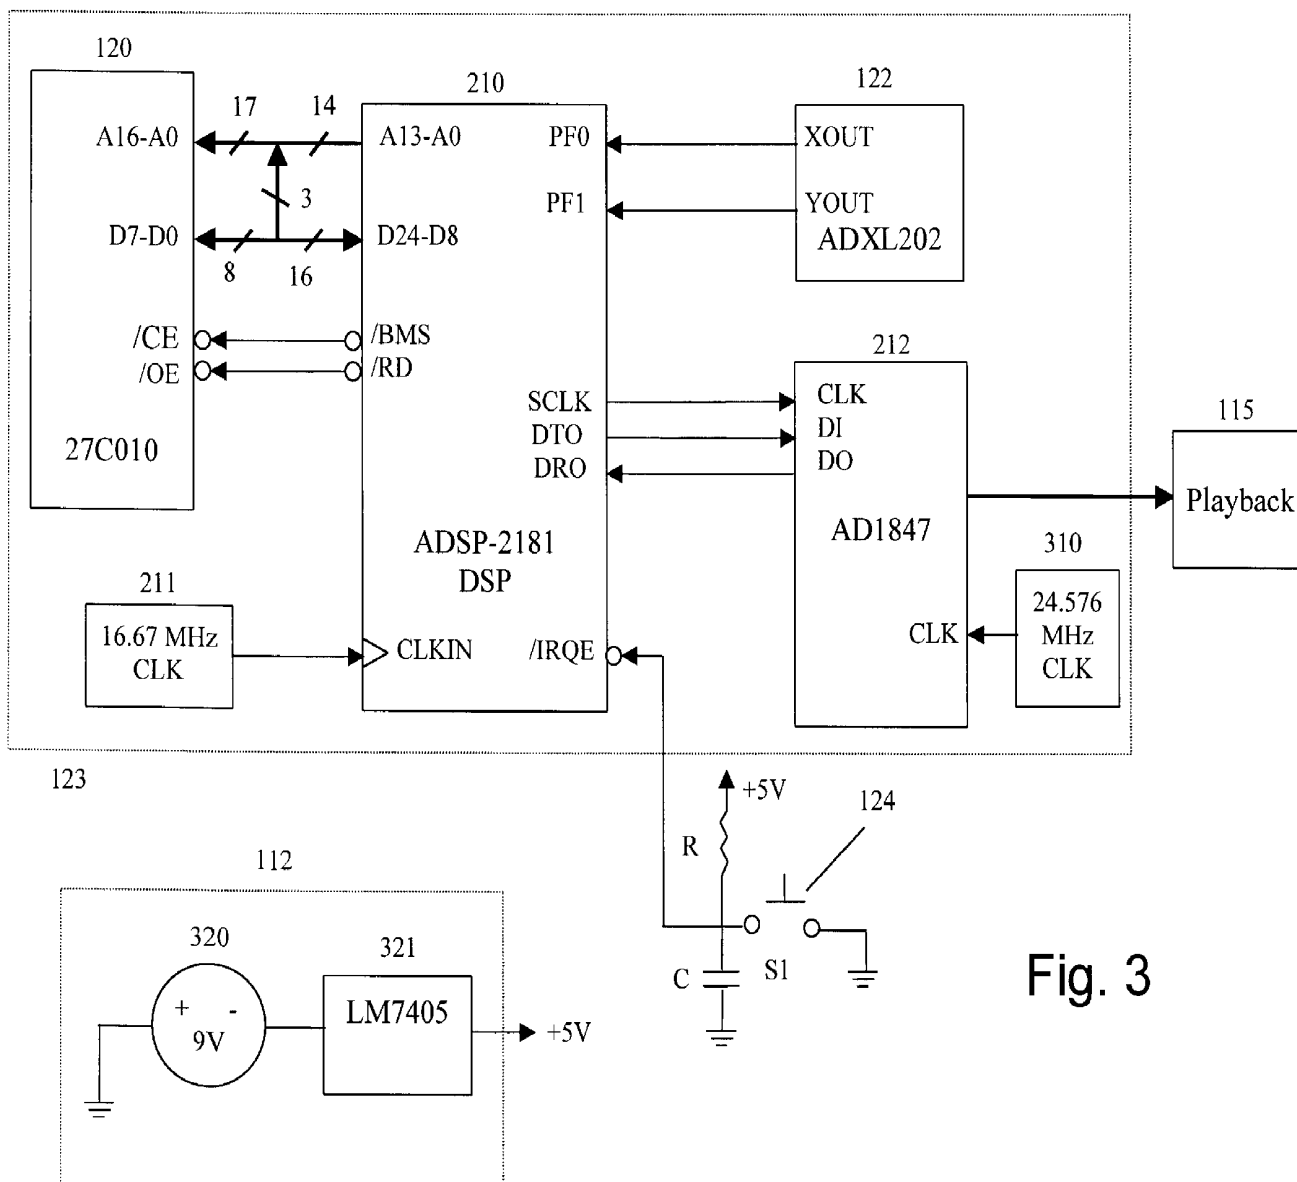 120
A16-A0
D7-D0
/CE
/OE
27C010
17
14
3
8
16
210
A13-A0
D24-D8
/BMS
/RD
PF0
PF1
SCLK
DTO
DRO
ADSP-2181
DSP
CLKIN
/IRQE
122
XOUT
YOUT
ADXL202
212
CLK
DI
DO
AD1847
CLK
115
Playback
310
24.576
MHz
CLK
211
16.67 MHz
CLK
123
+5V
R
124
C
S1
112
320
+ -
9V
321
LM7405
+5V
Fig. 3